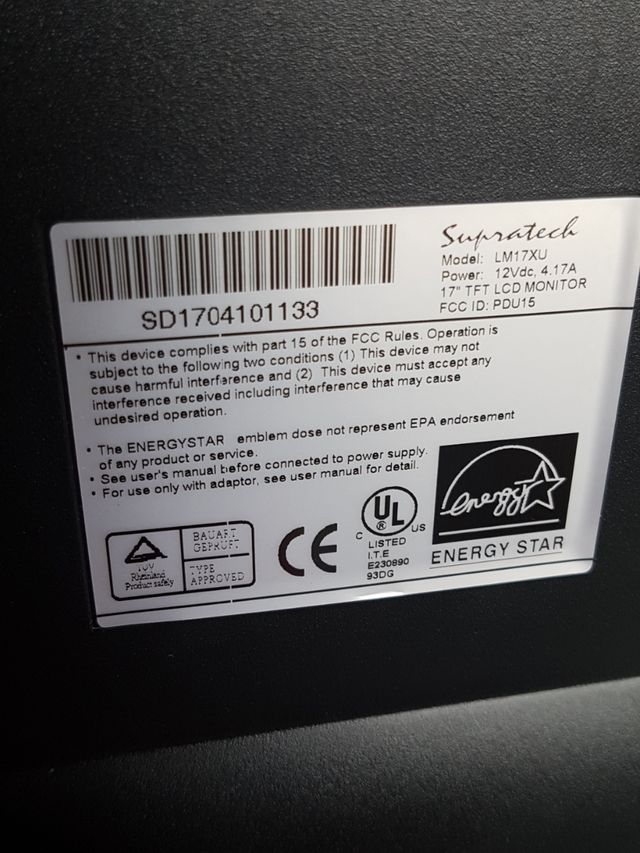 SD1704101133
Supratech
Model: LM17XU
Power: 12Vdc, 4.17A
17" TFT LCD MONITOR
FCC ID: PDU15
• This device complies with part 15 of the FCC Rules. Operation is
subject to the following two conditions (1) This device may not
cause harmful interference and (2) This device must accept any
interference received including interference that may cause
undesired operation.
• The ENERGYSTAR emblem dose not represent EPA endorsement
of any product or service.
• See user's manual before connected to power supply.
• For use only with adaptor, see user manual for detail.
TÜV
Rheinland
Product safety
BAUART
GEPRÜFT
TYPE
APPROVED
CE
UL
®
C US
LISTED
I.T.E
E230890
93DG
energy
ENERGY STAR